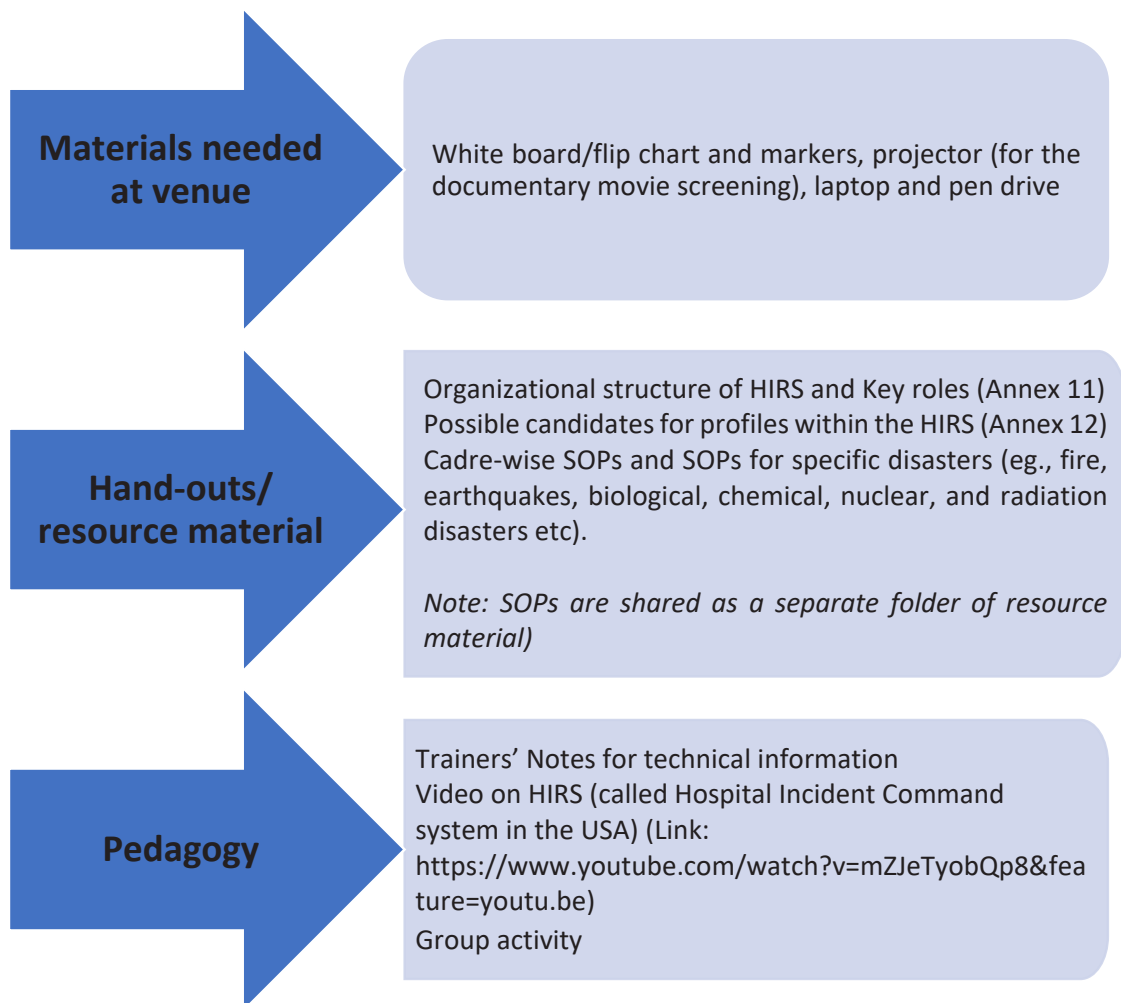 Materials needed
at venue
White board/flip chart and markers, projector (for the
documentary movie screening), laptop and pen drive
Hand-outs/
resource material
Organizational structure of HIRS and Key roles (Annex 11)
Possible candidates for profiles within the HIRS (Annex 12)
Cadre-wise SOPs and SOPs for specific disasters (eg., fire,
earthquakes, biological, chemical, nuclear, and radiation
disasters etc).
Note: SOPs are shared as a separate folder of resource
material)
Pedagogy
Trainers’ Notes for technical information
Video on HIRS (called Hospital Incident Command
system in the USA) (Link:
https://www.youtube.com/watch?v=mZJeTyobQp8&fea
ture=youtu.be)
Group activity